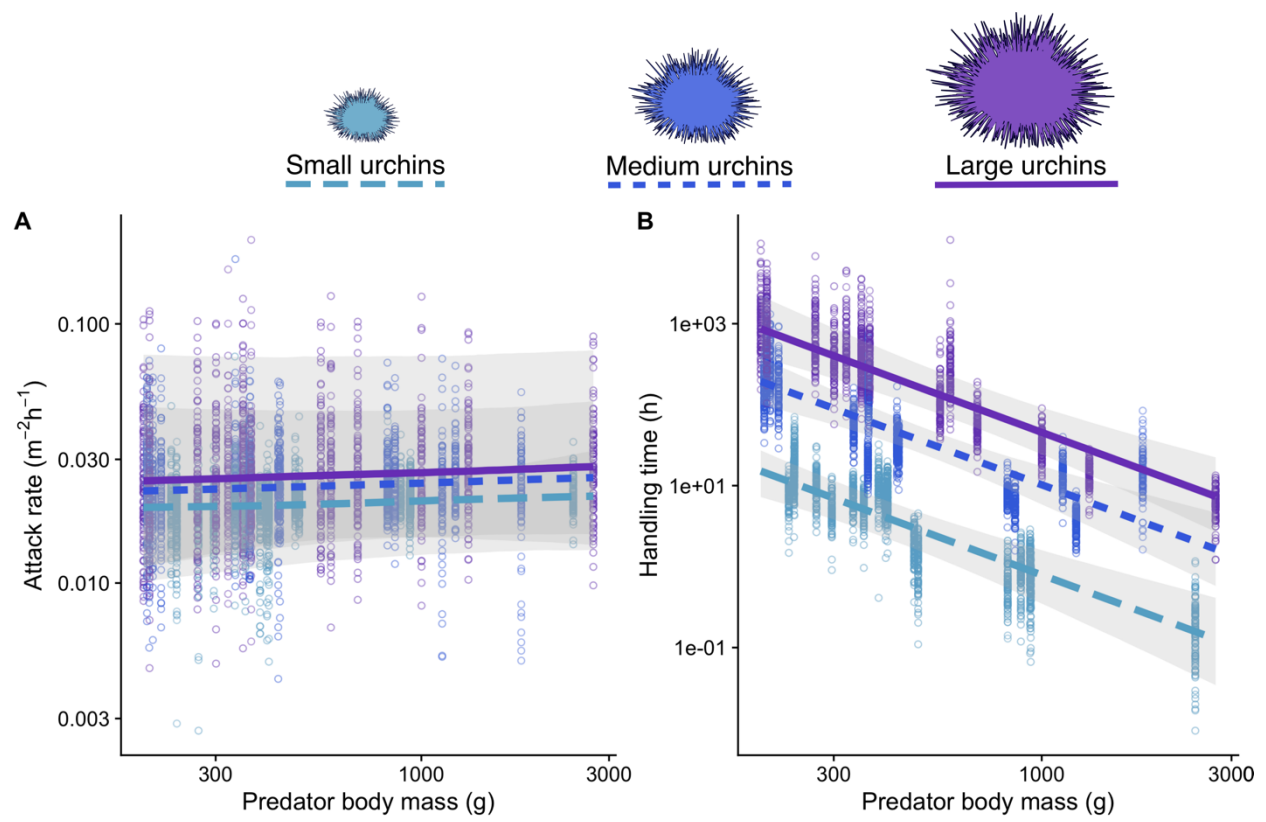 Small urchins
Medium urchins
Large urchins
A
B
Attack rate (m⁻²h⁻¹)
0.100
0.030
0.010
0.003
300
1000
3000
Predator body mass (g)
Handling time (h)
1e+03
1e+01
1e-01
300
1000
3000
Predator body mass (g)